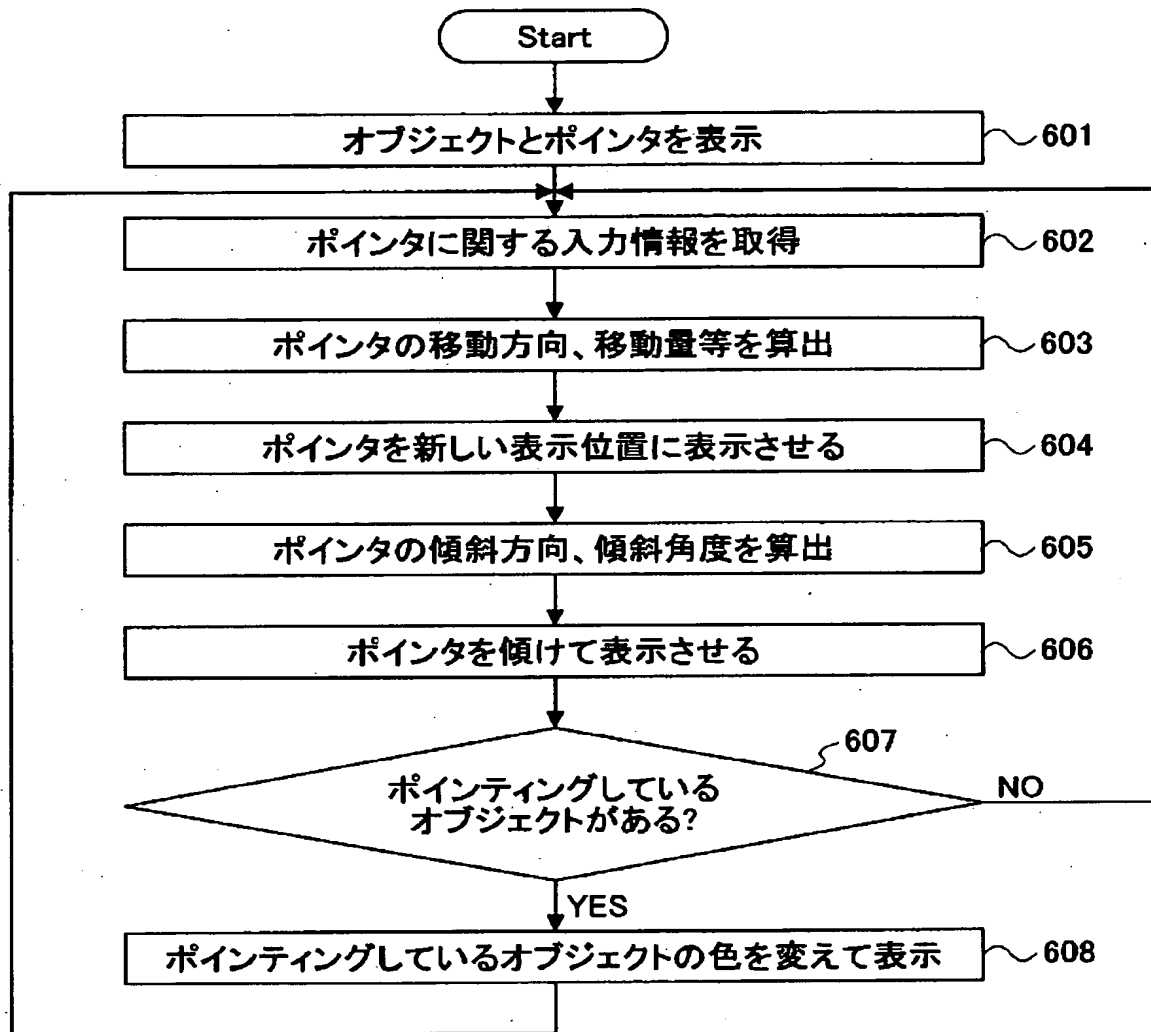 Start
オブジェクトとポインタを表示
601
ポインタに関する入力情報を取得
602
ポインタの移動方向、移動量等を算出
603
ポインタを新しい表示位置に表示させる
604
ポインタの傾斜方向、傾斜角度を算出
605
ポインタを傾けて表示させる
606
607
ポインティングしている
オブジェクトがある?
NO
YES
ポインティングしているオブジェクトの色を変えて表示
608